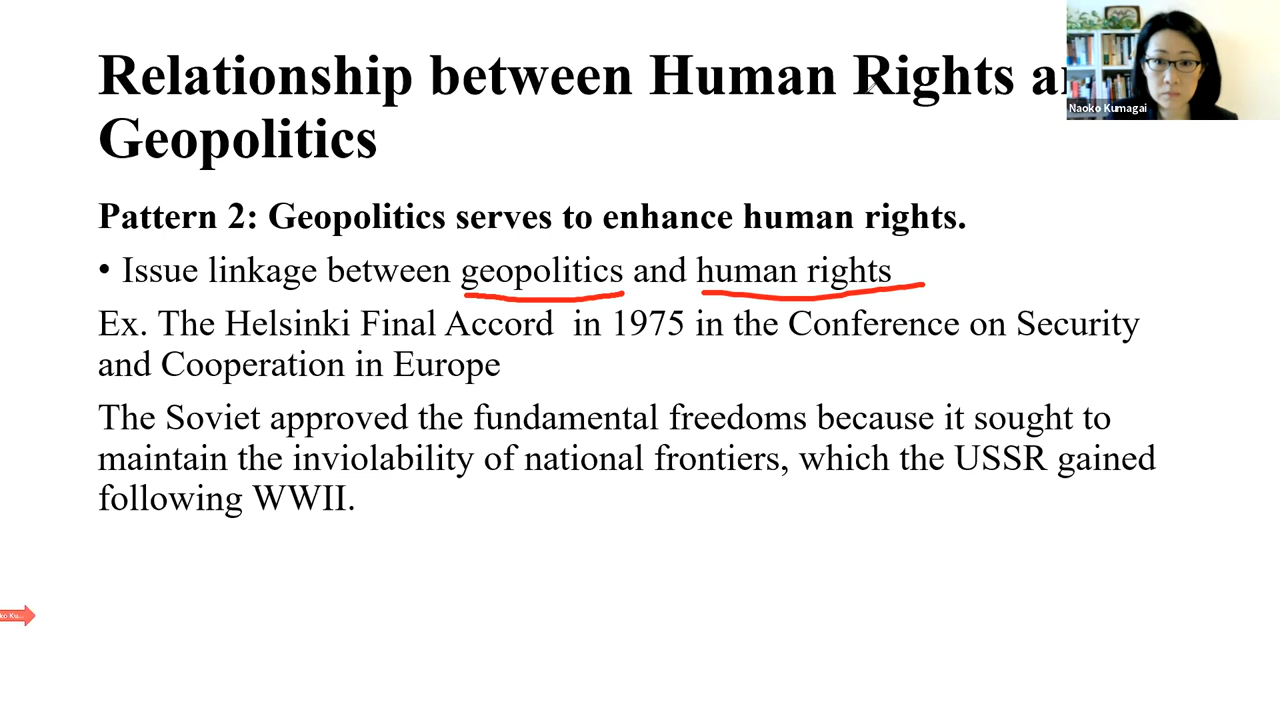 Relationship between Human Rights a
Geopolitics
Naoko Kumagai
Pattern 2: Geopolitics serves to enhance human rights.
• Issue linkage between geopolitics and human rights
Ex. The Helsinki Final Accord  in 1975 in the Conference on Security
and Cooperation in Europe
The Soviet approved the fundamental freedoms because it sought to
maintain the inviolability of national frontiers, which the USSR gained
following WWII.
ko Ku...